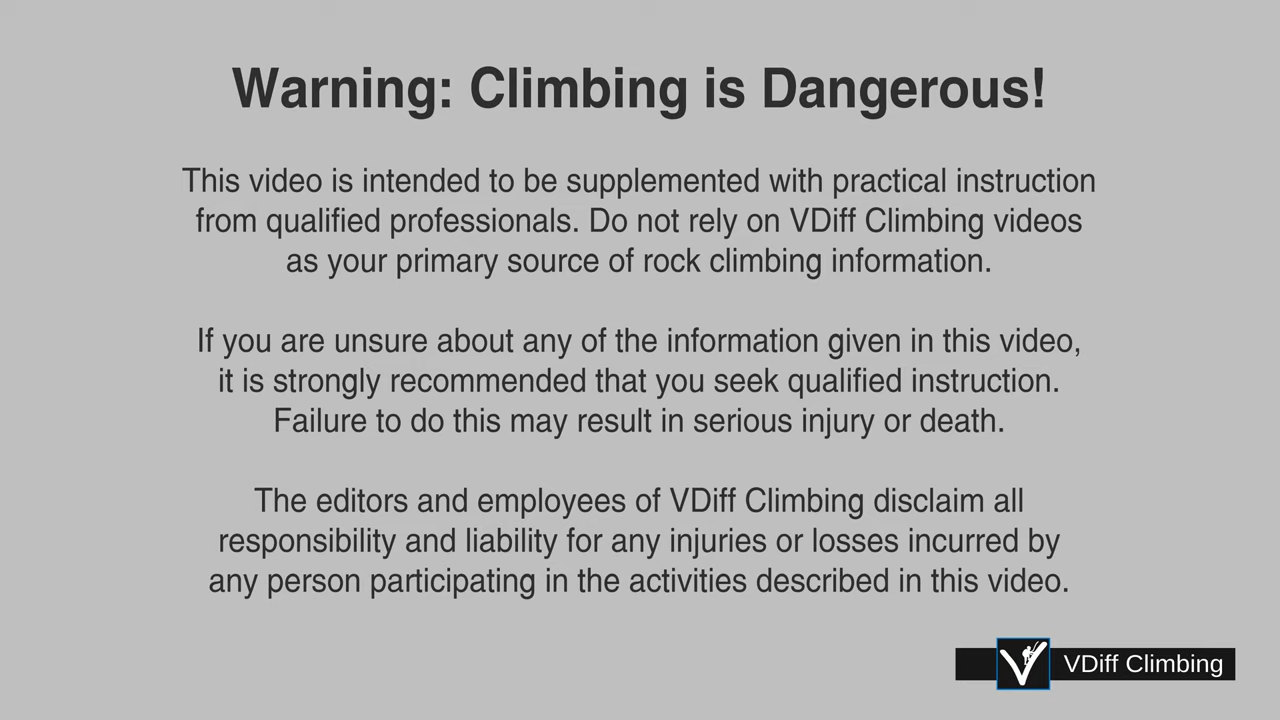 Warning: Climbing is Dangerous!
This video is intended to be supplemented with practical instruction
from qualified professionals. Do not rely on VDiff Climbing videos
as your primary source of rock climbing information.
If you are unsure about any of the information given in this video,
it is strongly recommended that you seek qualified instruction.
Failure to do this may result in serious injury or death.
The editors and employees of VDiff Climbing disclaim all
responsibility and liability for any injuries or losses incurred by
any person participating in the activities described in this video.
VDiff Climbing